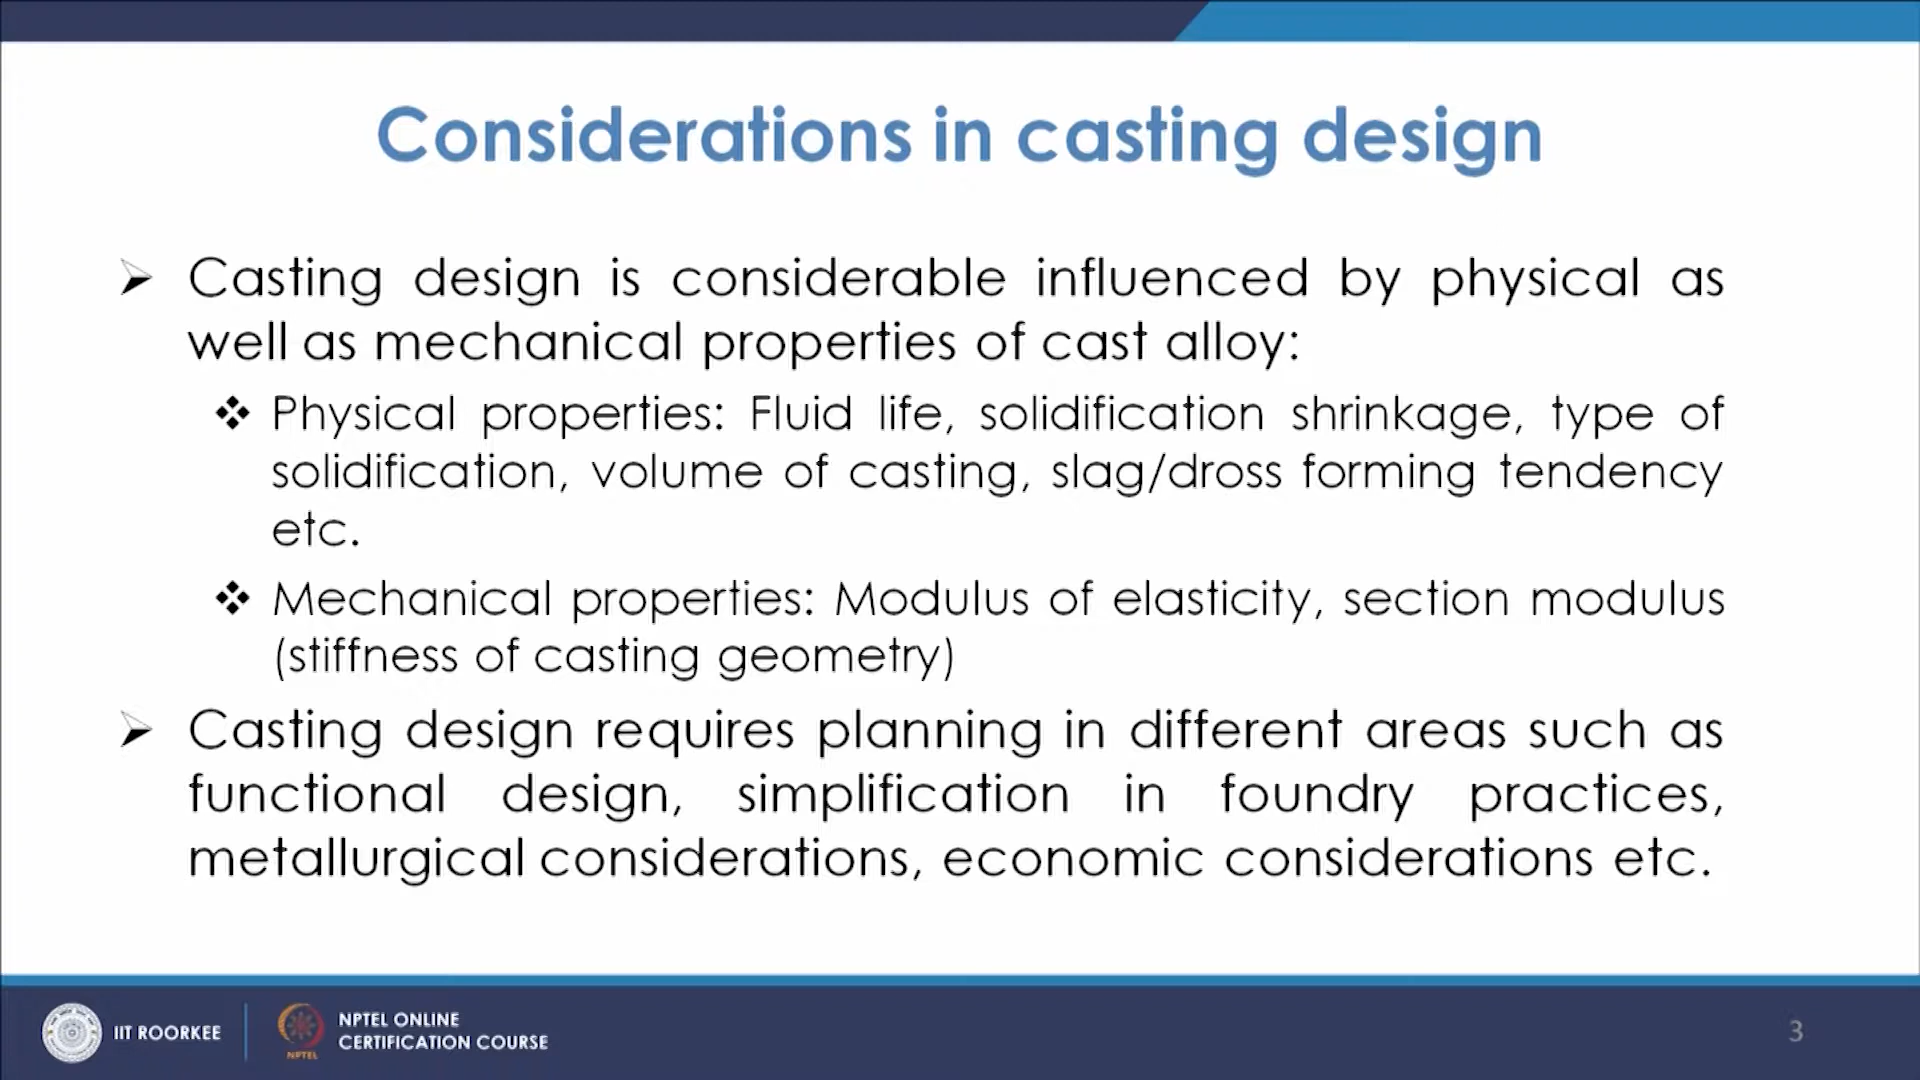 Considerations in casting design
Casting design is considerable influenced by physical as
well as mechanical properties of cast alloy:
Physical properties: Fluid life, solidification shrinkage, type of
solidification, volume of casting, slag/dross forming tendency
etc.
Mechanical properties: Modulus of elasticity, section modulus
(stiffness of casting geometry)
Casting design requires planning in different areas such as
functional design, simplification in foundry practices,
metallurgical considerations, economic considerations etc.
IIT ROORKEE
NPTEL
NPTEL ONLINE
CERTIFICATION COURSE
3